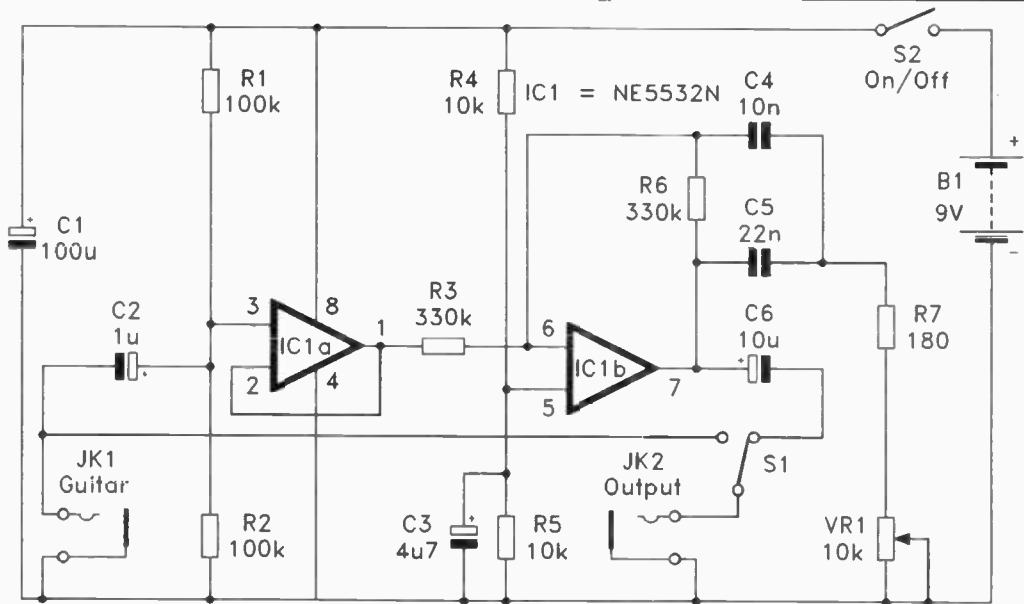 S2
On/Off
R1
100k
R4
10k
IC1 = NE5532N
C4
10n
+
B1
9V
-
R6
330k
C5
22n
+
C1
100u
C2
1u
+
3
8
IC1a
1
2
4
R3
330k
6
IC1b
7
5
C6
10u
+
R7
180
JK1
Guitar
JK2
Output
S1
R2
100k
C3
4u7
+
R5
10k
VR1
10k